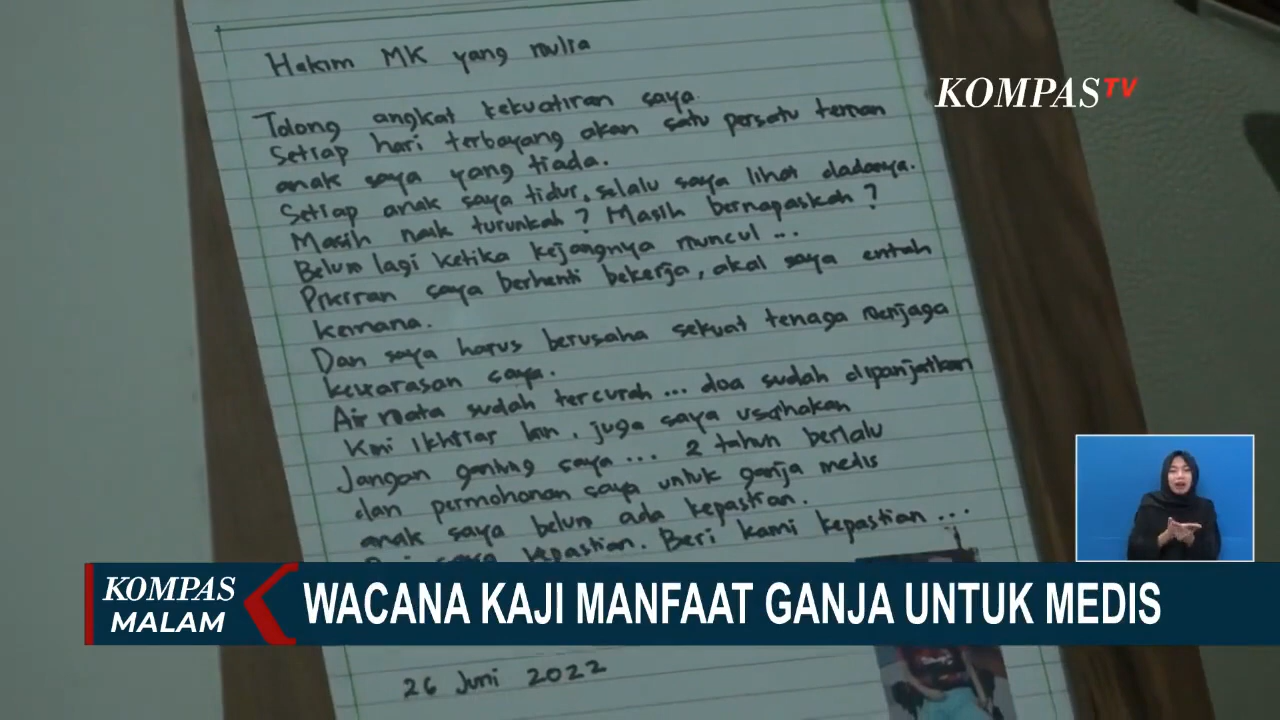 Hakim MK yang mulia
KOMPAS TV
Tolong angkat kekuatiran saya.
Setiap hari terbayang akan satu persatu teman
anak saya yang tiada.
Setiap anak saya tidur, selalu saya lihat dadanya.
Masih naik turunkah? Masih bernapaskah?
Belum lagi ketika kejangnya muncul...
Pikiran saya berhenti bekerja, akal saya entah
kemana.
Dan saya harus berusaha sekuat tenaga menjaga
kewarasan saya.
Air mata sudah tercurah... doa sudah dipanjatkan
Kini Ikhtiar lain, juga saya usahakan
Jangan gantung saya... 2 tahun berlalu
dan permohonan saya untuk ganja medis
anak saya belum ada kepastian.
saya kepastian. Beri kami kepastian...
KOMPAS
MALAM
WACANA KAJI MANFAAT GANJA UNTUK MEDIS
26 Juni 2022